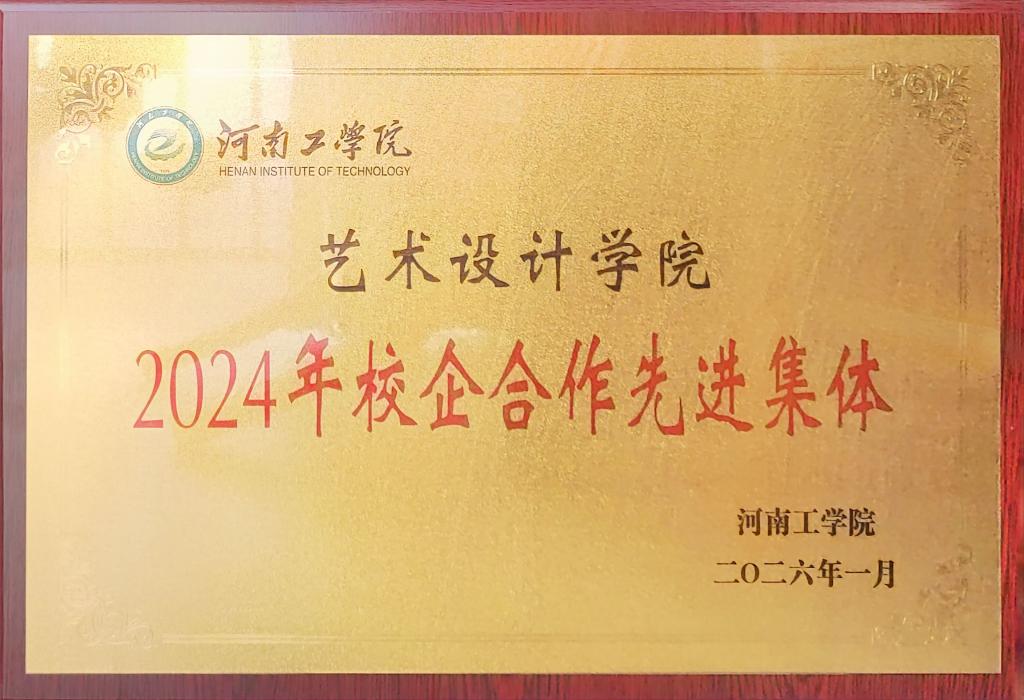 河南工學院
HENAN INSTITUTE OF TECHNOLOGY
艺术设计学院
2024年校企合作先进集体
河南工学院
二〇二六年一月